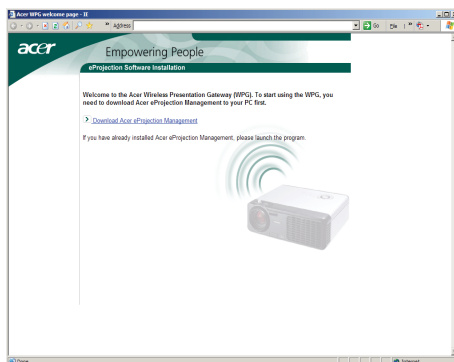 Acer WPG welcome page - II
Address
Go
acer
Empowering People
eProjection Software Installation
Welcome to the Acer Wireless Presentation Gateway (WPG). To start using the WPG, you
need to download Acer eProjection Management to your PC first.
Download Acer eProjection Management
If you have already installed Acer eProjection Management, please launch the program.
Done
Internet